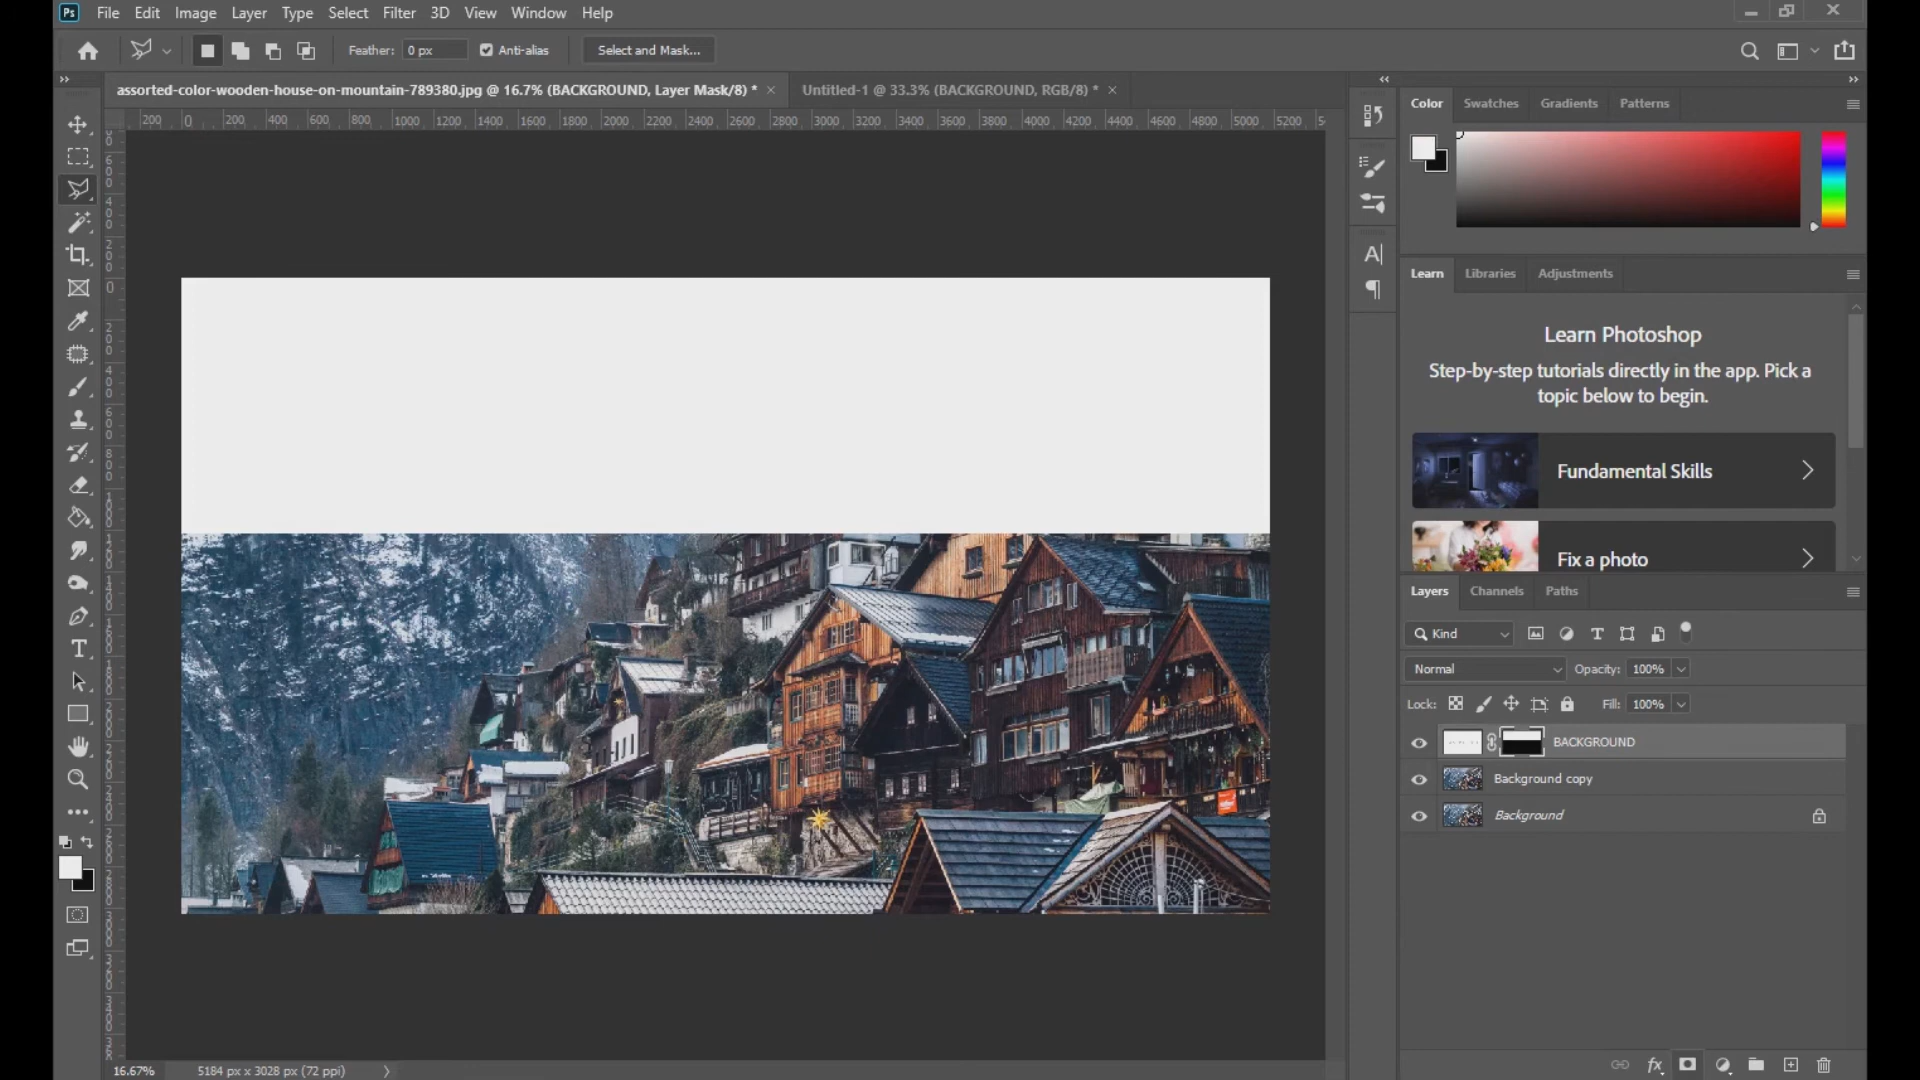 Ps File Edit Image Layer Type Select Filter 3D View Window Help
Feather: 0 px Anti-alias Select and Mask...
assorted-color-wooden-house-on-mountain-789380.jpg @ 16.7% (BACKGROUND, Layer Mask/8) * Untitled-1 @ 33.3% (BACKGROUND, RGB/8) *
200 0 200 400 600 800 1000 1200 1400 1600 1800 2000 2200 2400 2600 2800 3000 3200 3400 3600 3800 4000 4200 4400 4600 4800 5000 5200
Color Swatches Gradients Patterns
Learn Libraries Adjustments
Learn Photoshop
Step-by-step tutorials directly in the app. Pick a
topic below to begin.
Fundamental Skills
Fix a photo
Layers Channels Paths
Kind
Normal Opacity: 100%
Lock: Fill: 100%
BACKGROUND
Background copy
Background
16.67% 5184 px x 3028 px (72 ppi)